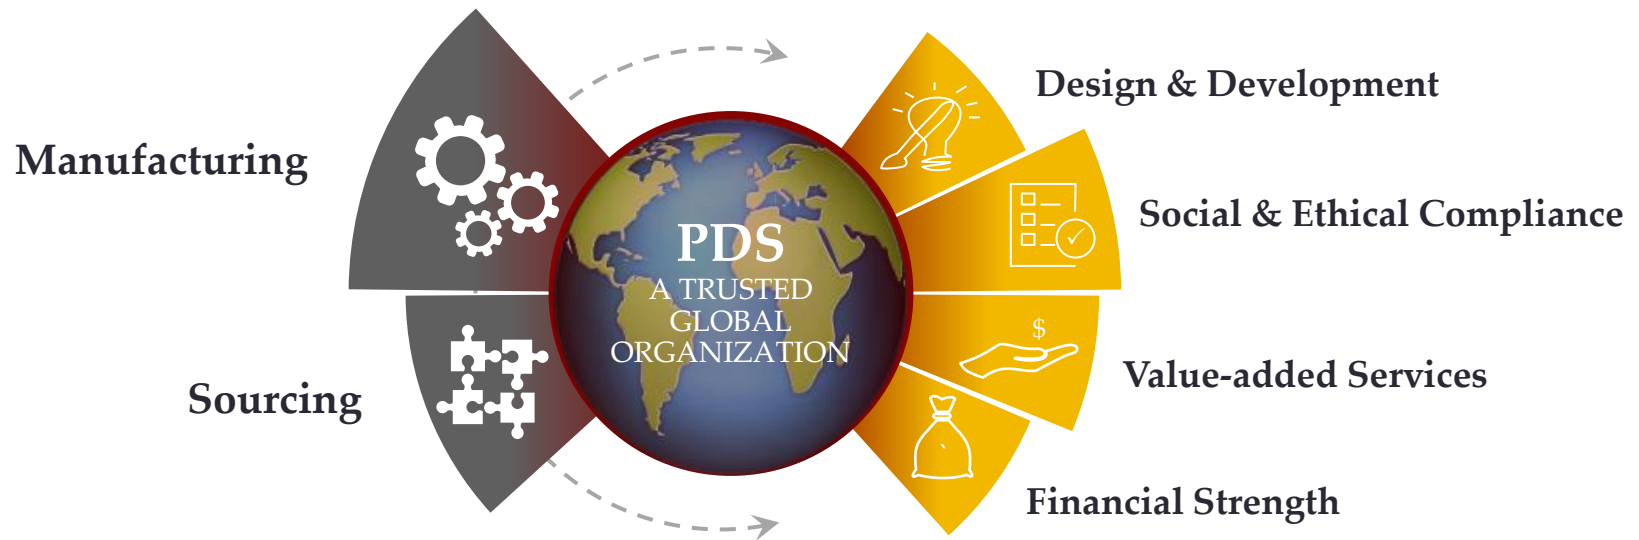 Manufacturing
Sourcing
PDS
A TRUSTED
GLOBAL
ORGANIZATION
Design & Development
Social & Ethical Compliance
$
Value-added Services
Financial Strength